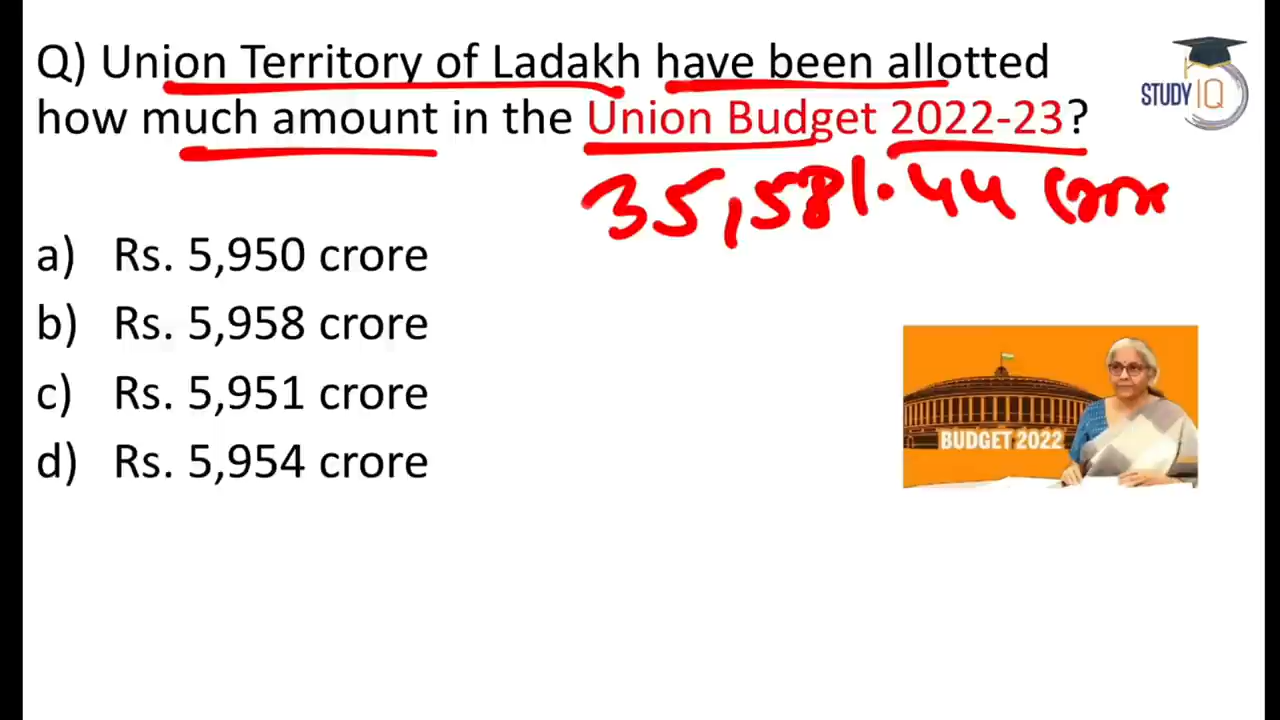 Q) Union Territory of Ladakh have been allotted
how much amount in the Union Budget 2022-23?
35,581.44 crore
a) Rs. 5,950 crore
b) Rs. 5,958 crore
c) Rs. 5,951 crore
d) Rs. 5,954 crore
STUDY IQ
BUDGET 2022